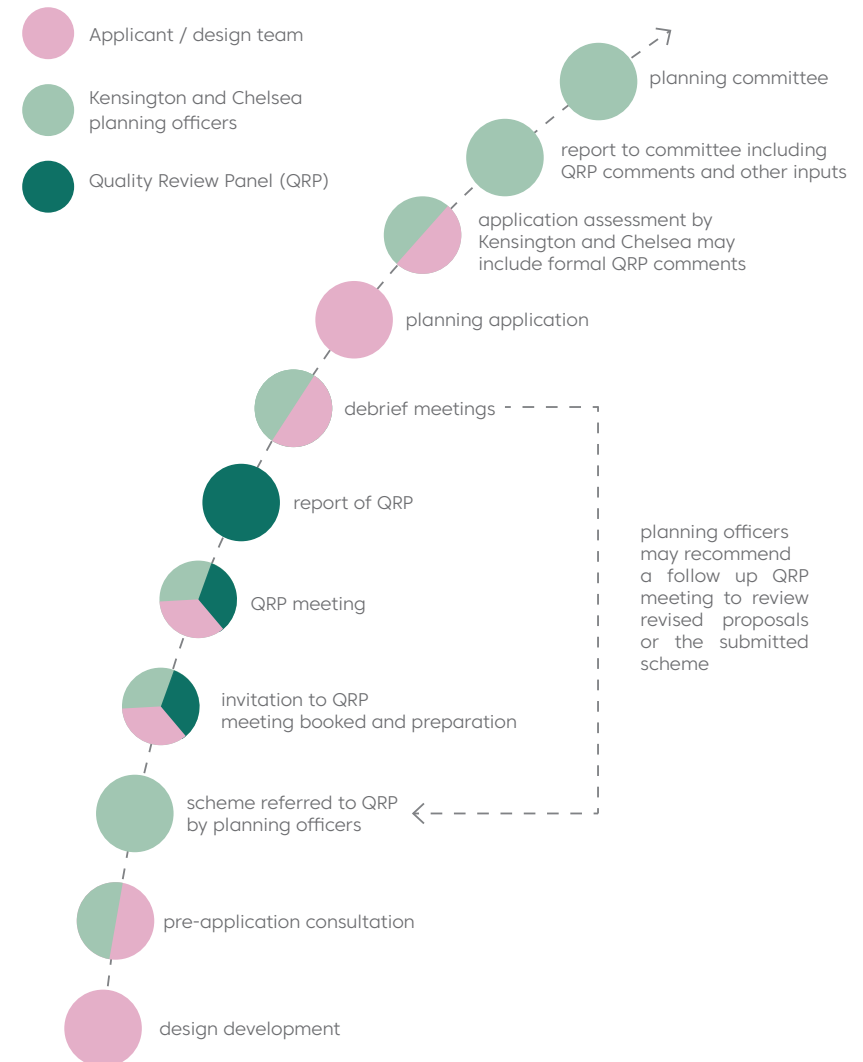 Applicant / design team
Kensington and Chelsea
planning officers
Quality Review Panel (QRP)
planning committee
report to committee including
QRP comments and other inputs
application assessment by
Kensington and Chelsea may
include formal QRP comments
planning application
debrief meetings
report of QRP
planning officers
may recommend
a follow up QRP
meeting to review
revised proposals
or the submitted
scheme
QRP meeting
invitation to QRP
meeting booked and preparation
scheme referred to QRP
by planning officers
pre-application consultation
design development